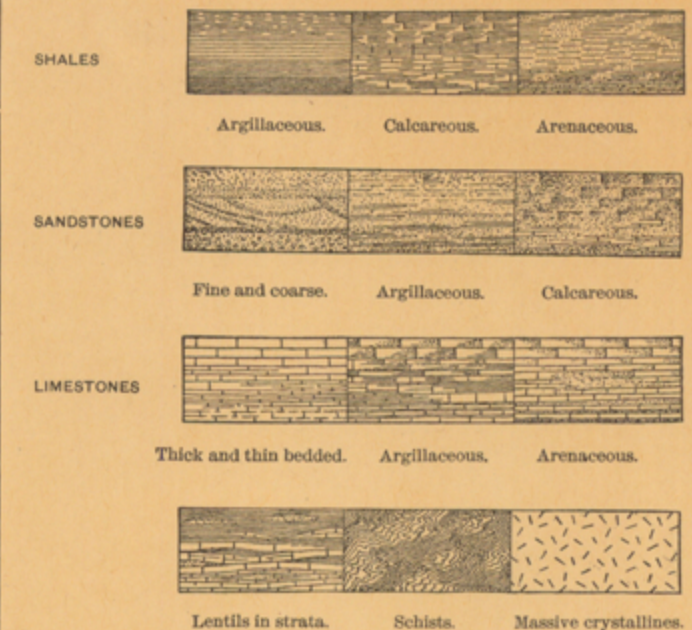 SHALES
Argillaceous. Calcareous. Arenaceous.
SANDSTONES
Fine and coarse. Argillaceous. Calcareous.
LIMESTONES
Thick and thin bedded. Argillaceous. Arenaceous.
Lentils in strata. Schists. Massive crystallines.